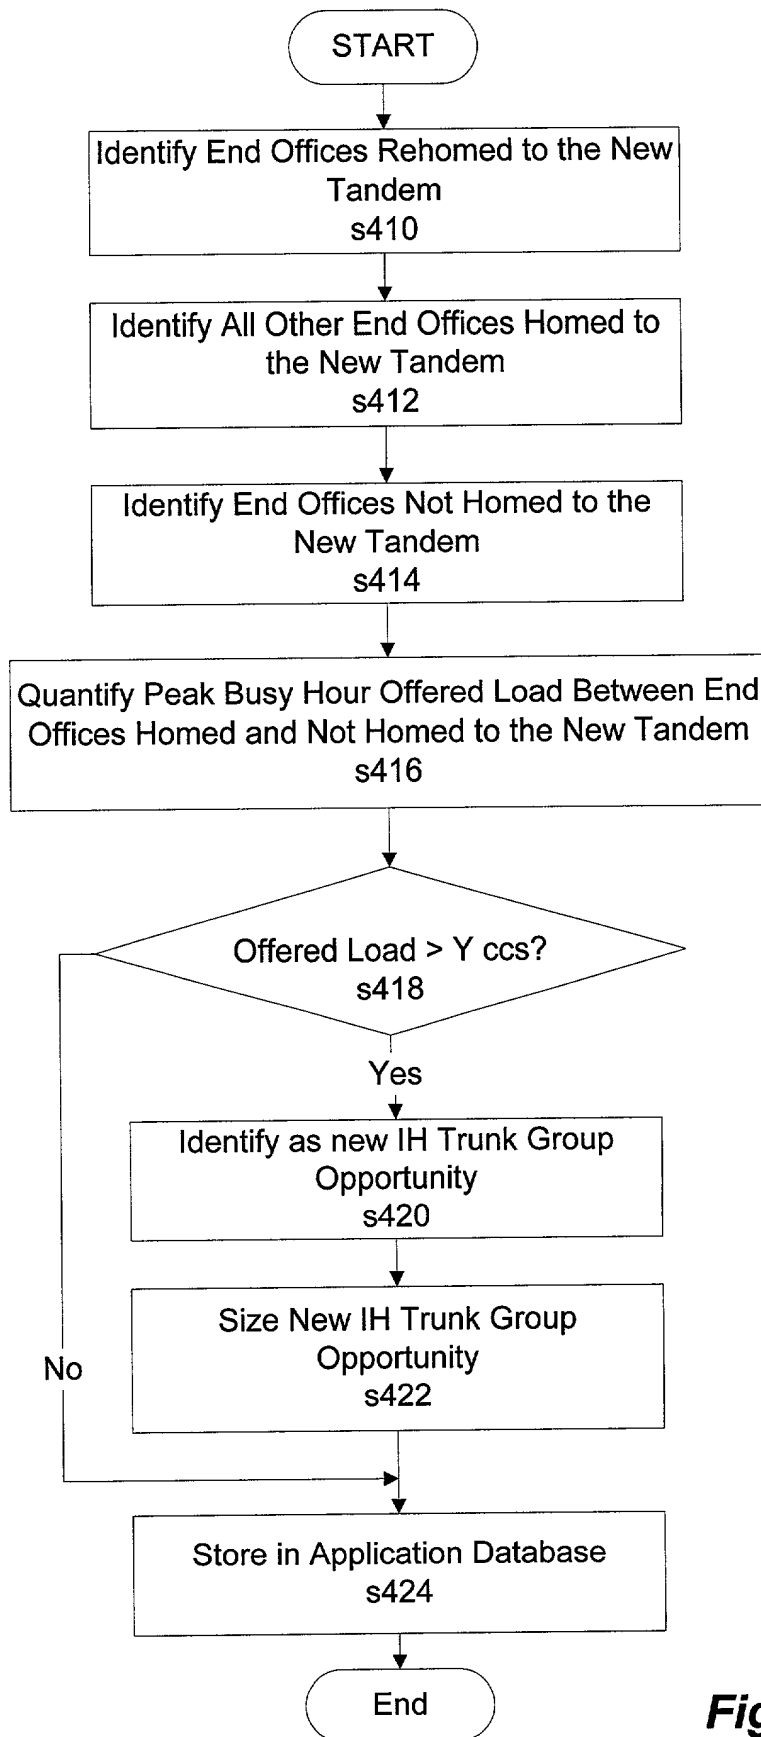 START
Identify End Offices Rehomed to the New
Tandem
s410
Identify All Other End Offices Homed to
the New Tandem
s412
Identify End Offices Not Homed to the
New Tandem
s414
Quantify Peak Busy Hour Offered Load Between End
Offices Homed and Not Homed to the New Tandem
s416
Offered Load > Y ccs?
s418
Yes
Identify as new IH Trunk Group
Opportunity
s420
Size New IH Trunk Group
Opportunity
s422
No
Store in Application Database
s424
End
Fig